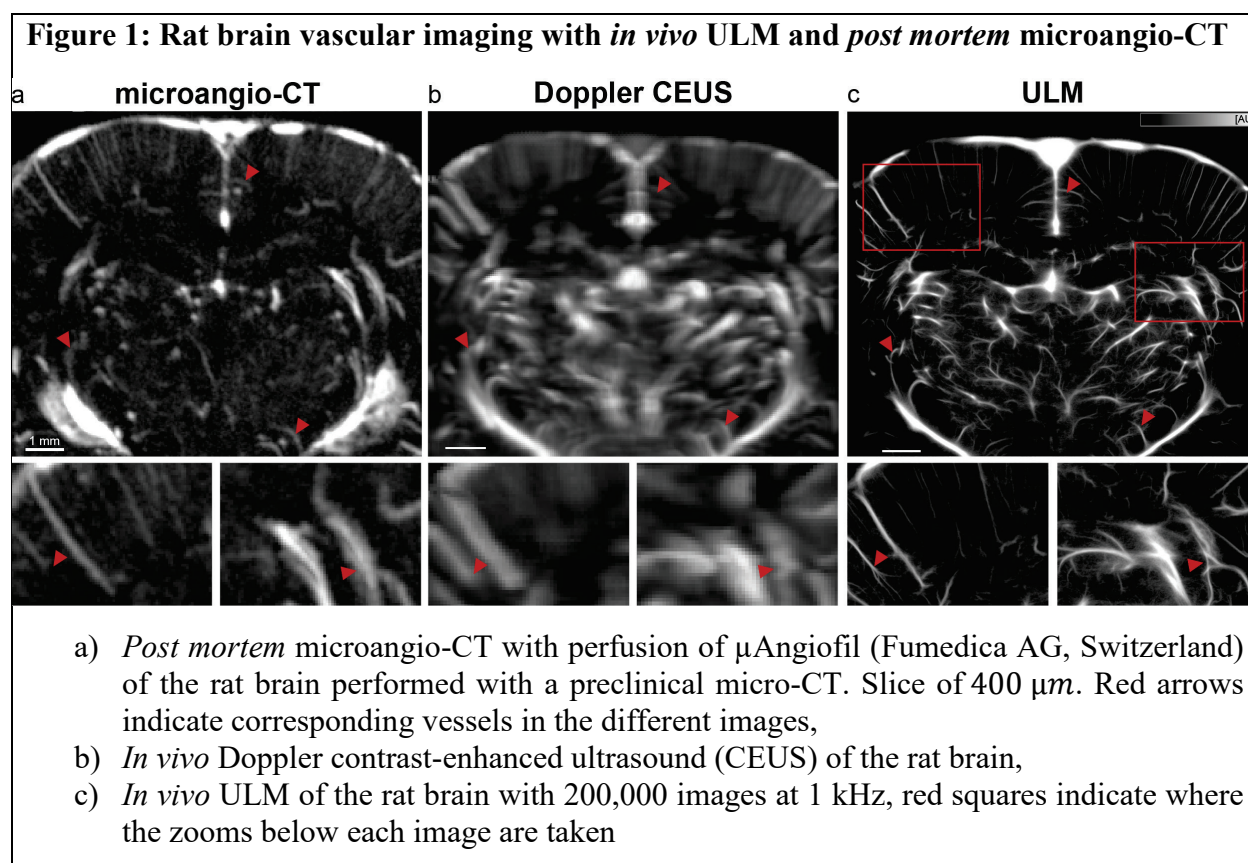 Figure 1: Rat brain vascular imaging with in vivo ULM and post mortem microangio-CT
a microangio-CT b Doppler CEUS c ULM
[AU
1 mm
a) Post mortem microangio-CT with perfusion of µAngiofil (Fumedica AG, Switzerland)
of the rat brain performed with a preclinical micro-CT. Slice of 400 μm. Red arrows
indicate corresponding vessels in the different images,
b) In vivo Doppler contrast-enhanced ultrasound (CEUS) of the rat brain,
c) In vivo ULM of the rat brain with 200,000 images at 1 kHz, red squares indicate where
the zooms below each image are taken